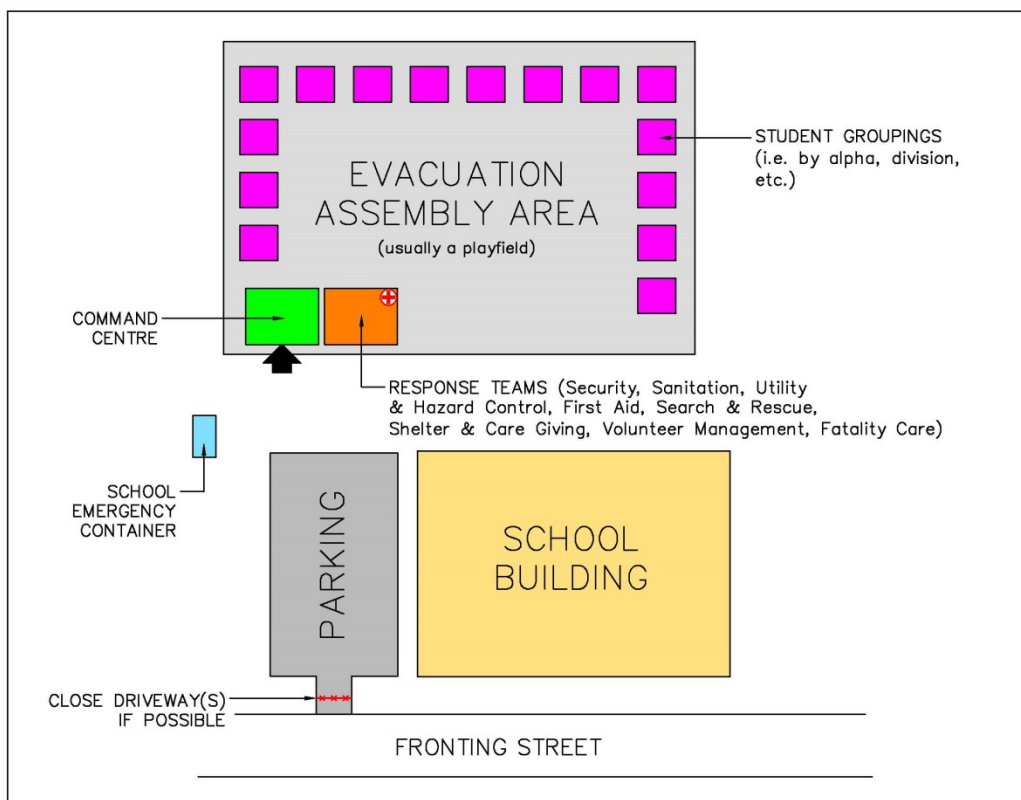 STUDENT GROUPINGS
(i.e. by alpha, division,
etc.)
EVACUATION
ASSEMBLY AREA
(usually a playfield)
COMMAND
CENTRE
RESPONSE TEAMS (Security, Sanitation, Utility
& Hazard Control, First Aid, Search & Rescue,
Shelter & Care Giving, Volunteer Management, Fatality Care)
SCHOOL
EMERGENCY
CONTAINER
PARKING
SCHOOL
BUILDING
CLOSE DRIVEWAY(S)
IF POSSIBLE
FRONTING STREET